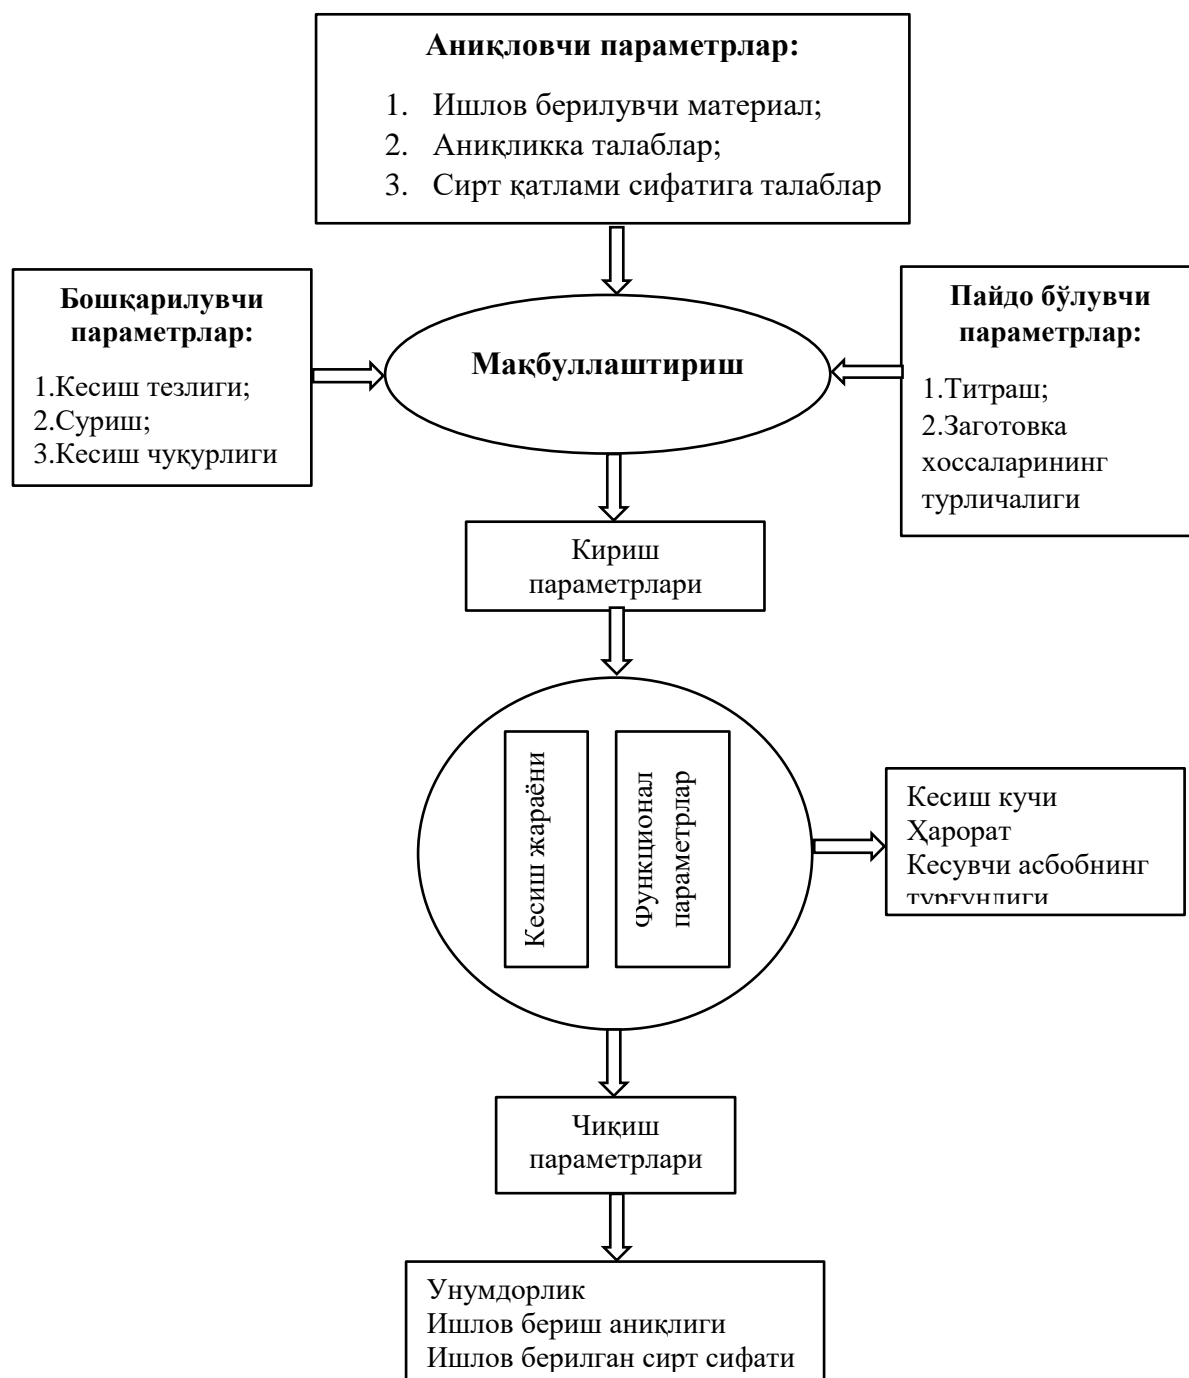 Аниқловчи параметрлар:
1. Ишлов берилувчи материал;
2. Аниқликка талаблар;
3. Сирт қатлами сифатига талаблар
Бошқарилувчи
параметрлар:
1.Кесиш тезлиги;
2.Суриш;
3.Кесиш чуқурлиги
Мақбуллаштириш
Пайдо бўлувчи
параметрлар:
1.Титраш;
2.Заготовка
хоссаларининг
турличалиги
Кириш
параметрлари
Кесиш жараёни
Функционал
параметрлар
Кесиш кучи
Ҳарорат
Кесувчи асбобнинг
турғунлиги
Чиқиш
параметрлари
Унумдорлик
Ишлов бериш аниқлиги
Ишлов берилган сирт сифати